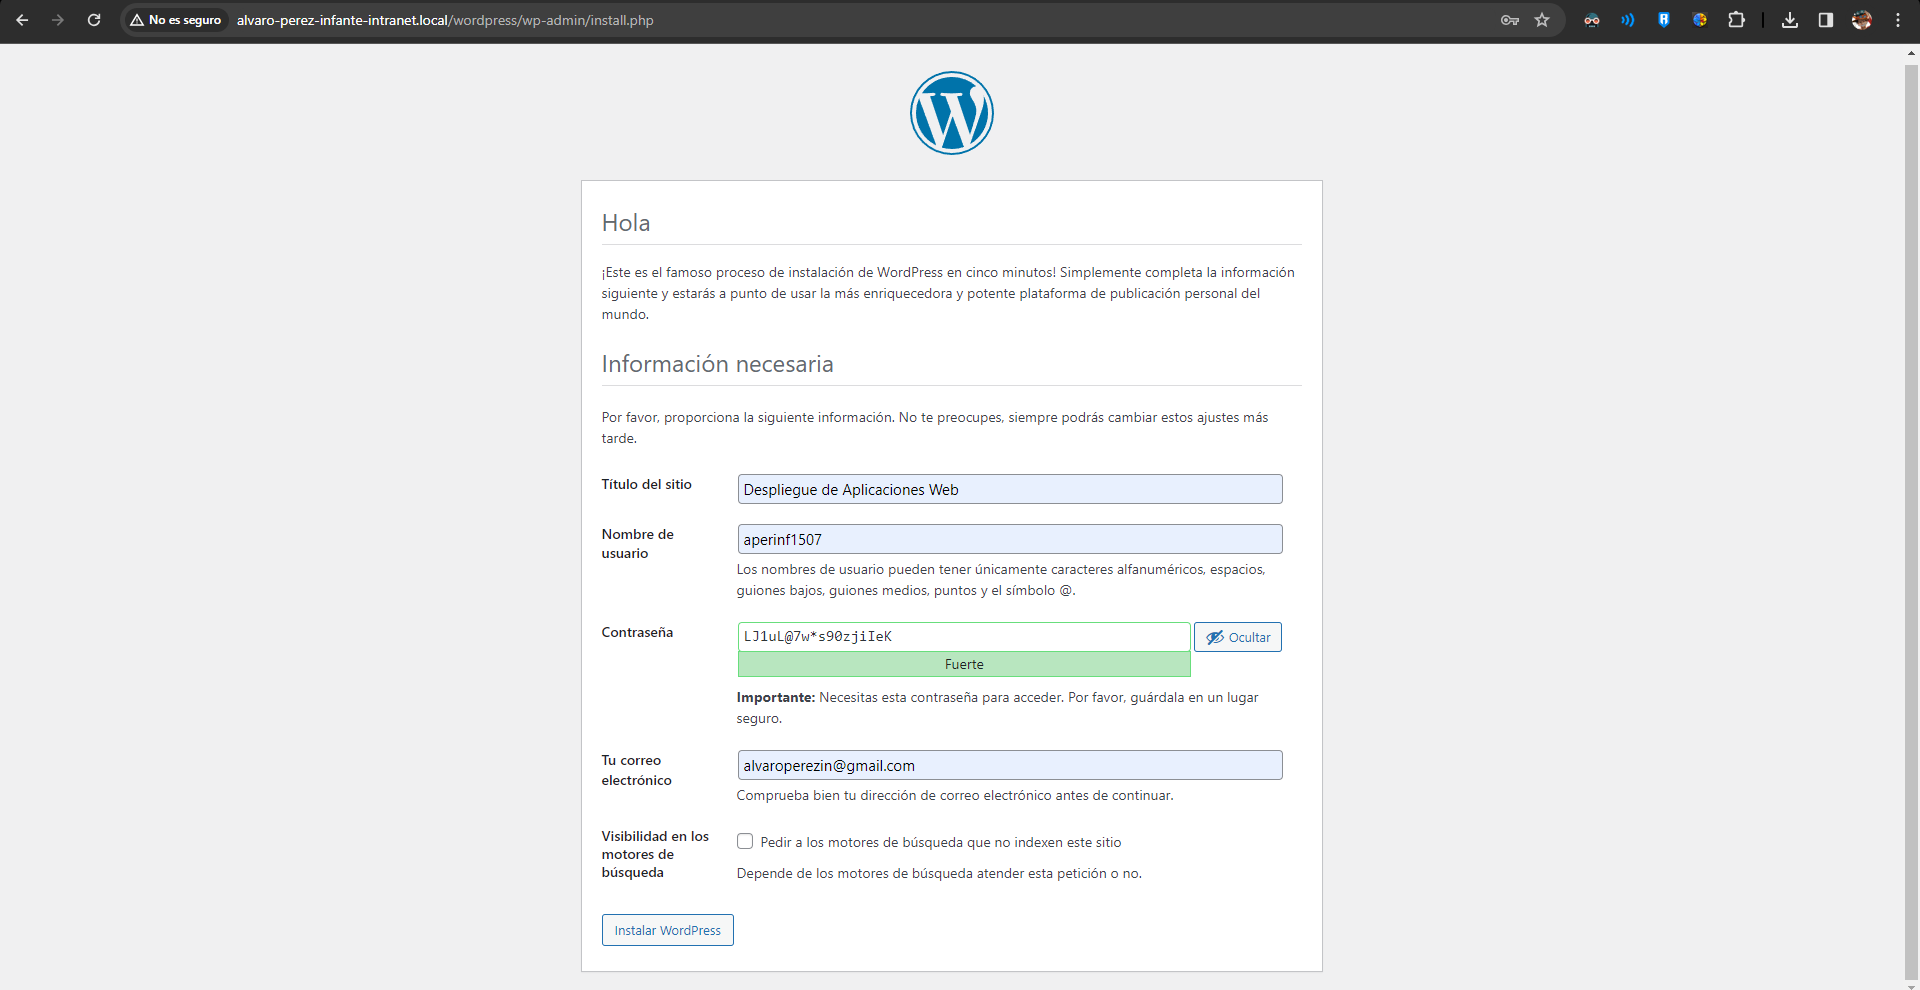 No es seguro alvaro-perez-infante-intranet.local/wordpress/wp-admin/install.php
Hola
¡Este es el famoso proceso de instalación de WordPress en cinco minutos! Simplemente completa la información
siguiente y estarás a punto de usar la más enriquecedora y potente plataforma de publicación personal del
mundo.
Información necesaria
Por favor, proporciona la siguiente información. No te preocupes, siempre podrás cambiar estos ajustes más
tarde.
Título del sitio
Despliegue de Aplicaciones Web
Nombre de
usuario
aperinf1507
Los nombres de usuario pueden tener únicamente caracteres alfanuméricos, espacios,
guiones bajos, guiones medios, puntos y el símbolo @.
Contraseña
LJ1uL@7w*s90zjiIeK
Ocultar
Fuerte
Importante: Necesitas esta contraseña para acceder. Por favor, guárdala en un lugar
seguro.
Tu correo
electrónico
alvaroperezin@gmail.com
Comprueba bien tu dirección de correo electrónico antes de continuar.
Visibilidad en los
motores de
búsqueda
Pedir a los motores de búsqueda que no indexen este sitio
Depende de los motores de búsqueda atender esta petición o no.
Instalar WordPress